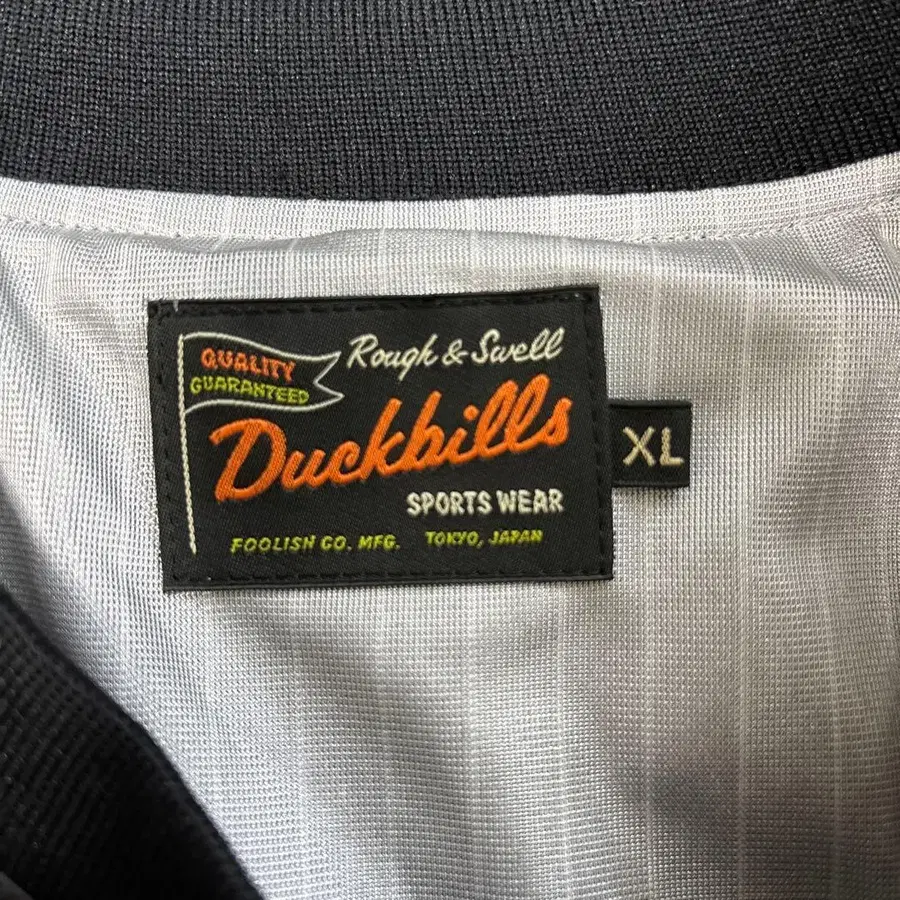 QUALITY
GUARANTEED
Rough & Swell
Duckbills
SPORTS WEAR
FOOLISH CO. MFG. TOKYO, JAPAN
XL